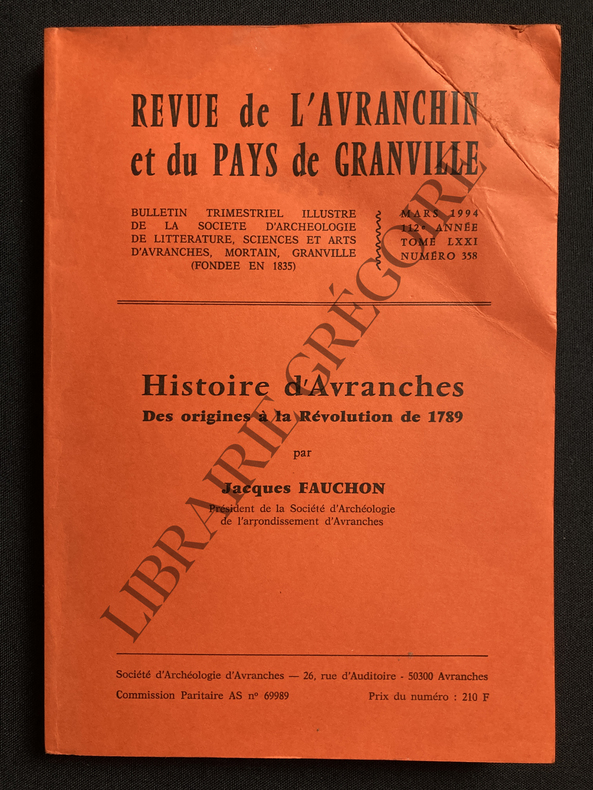 REVUE de L'AVRANCHIN
et du PAYS de GRANVILLE
BULLETIN TRIMESTRIEL ILLUSTRE
DE LA SOCIETE D'ARCHEOLOGIE
DE LITTERATURE, SCIENCES ET ARTS
D'AVRANCHES, MORTAIN, GRANVILLE
(FONDEE EN 1835)
MARS 1994
112e ANNÉE
TOME LXXI
NUMÉRO 358
Histoire d'Avranches
Des origines à la Révolution de 1789
par
Jacques FAUCHON
Président de la Société d'Archéologie
de l'arrondissement d'Avranches
Société d'Archéologie d'Avranches — 26, rue d'Auditoire - 50300 Avranches
Commission Paritaire AS n° 69989
Prix du numéro : 210 F
LIBRAIRIE GRÉGOIRE